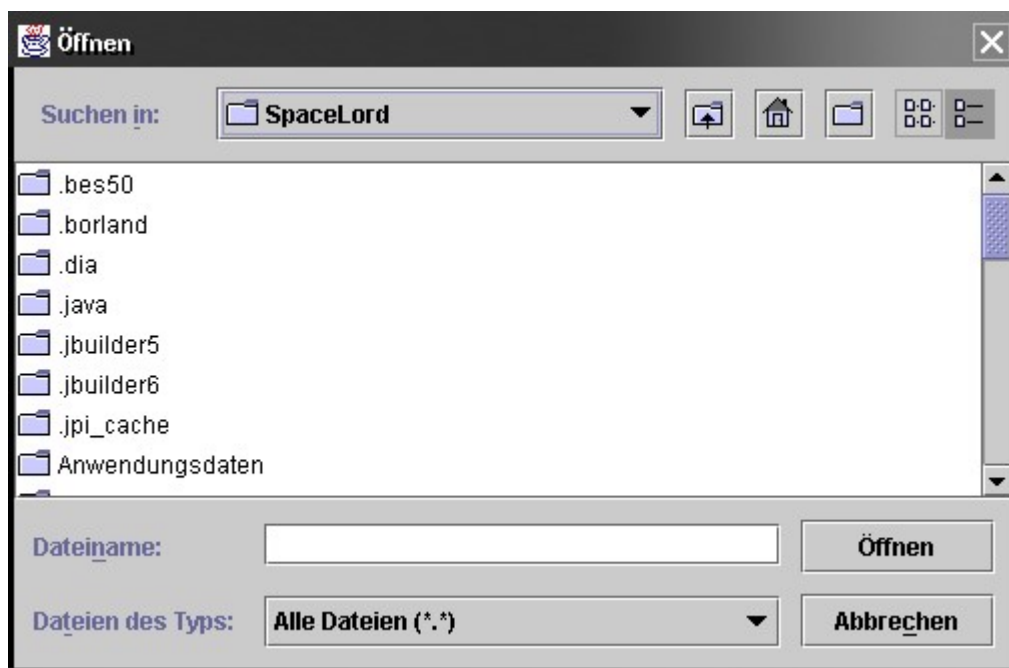 Öffnen
Suchen in: SpaceLord
.bes50
.borland
.dia
.java
.jbuilder5
.jbuilder6
.jpi_cache
Anwendungsdaten
Dateiname: Öffnen
Dateien des Typs: Alle Dateien (*.*) Abbrechen